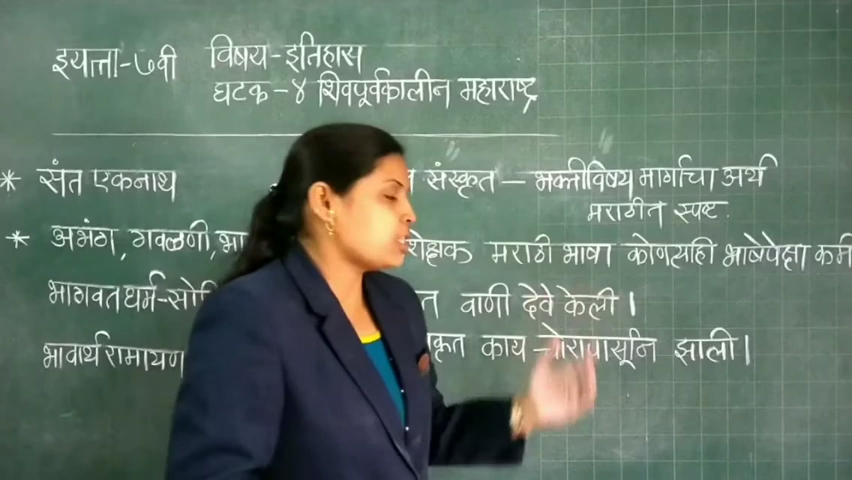 इयत्ता-७वी विषय-इतिहास
घटक-४ शिवपूर्वकालीन महाराष्ट्र
* संत एकनाथ संस्कृत – भक्तीविषय मार्गाचा अर्थ
मराठीत स्पष्ट.
* अभंग, गवळणी, मराठी भाषा कोणत्याही भाषेपेक्षा कमी
भागवतधर्म- वाणी देवे केली।
भावार्थरामायण काय चोरापासूनि झाली।